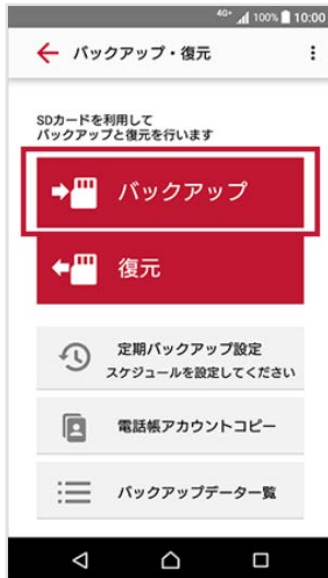 4G+ 100% 10:00
バックアップ・復元
SDカードを利用して
バックアップと復元を行います
バックアップ
復元
定期バックアップ設定
スケジュールを設定してください
電話帳アカウントコピー
バックアップデータ一覧